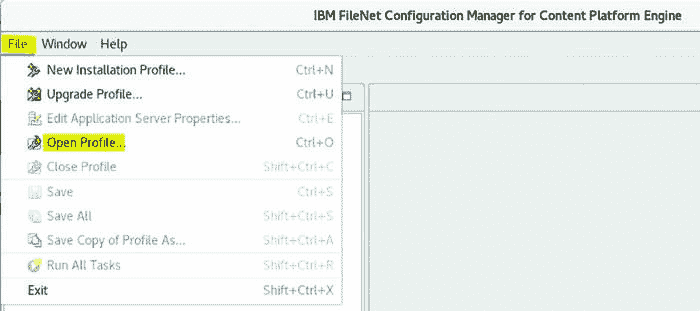 IBM FileNet Configuration Manager for Content Platform Engine
File Window Help
New Installation Profile... Ctrl+N
Upgrade Profile... Ctrl+U
Edit Application Server Properties... Ctrl+E
Open Profile... Ctrl+O
Close Profile Shift+Ctrl+C
Save Ctrl+S
Save All Shift+Ctrl+S
Save Copy of Profile As... Shift+Ctrl+A
Run All Tasks Shift+Ctrl+R
Exit Shift+Ctrl+X